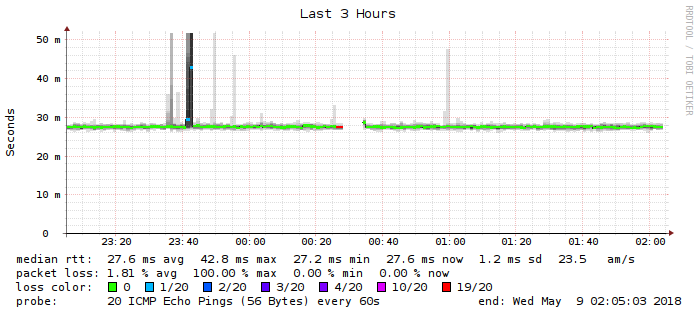 Last 3 Hours
RRDTOOL / TOBI OETIKER
Seconds
50 m
40 m
30 m
20 m
10 m
0
23:20 23:40 00:00 00:20 00:40 01:00 01:20 01:40 02:00
median rtt: 27.6 ms avg 42.8 ms max 27.2 ms min 27.6 ms now 1.2 ms sd 23.5 am/s
packet loss: 1.81 % avg 100.00 % max 0.00 % min 0.00 % now
loss color: 0 1/20 2/20 3/20 4/20 10/20 19/20
probe: 20 ICMP Echo Pings (56 Bytes) every 60s end: Wed May 9 02:05:03 2018